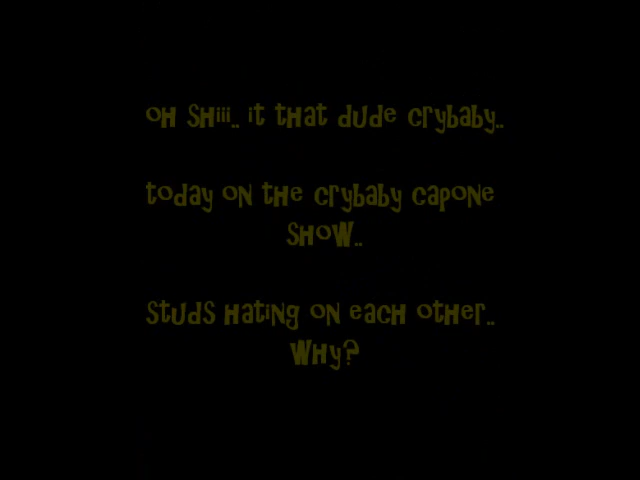 oH SHiii.. it tHat dude crybaby..
today oN tHe crybaby capoNe
SHoW..
StudS HatiNg oN eacH otHer..
WHy?